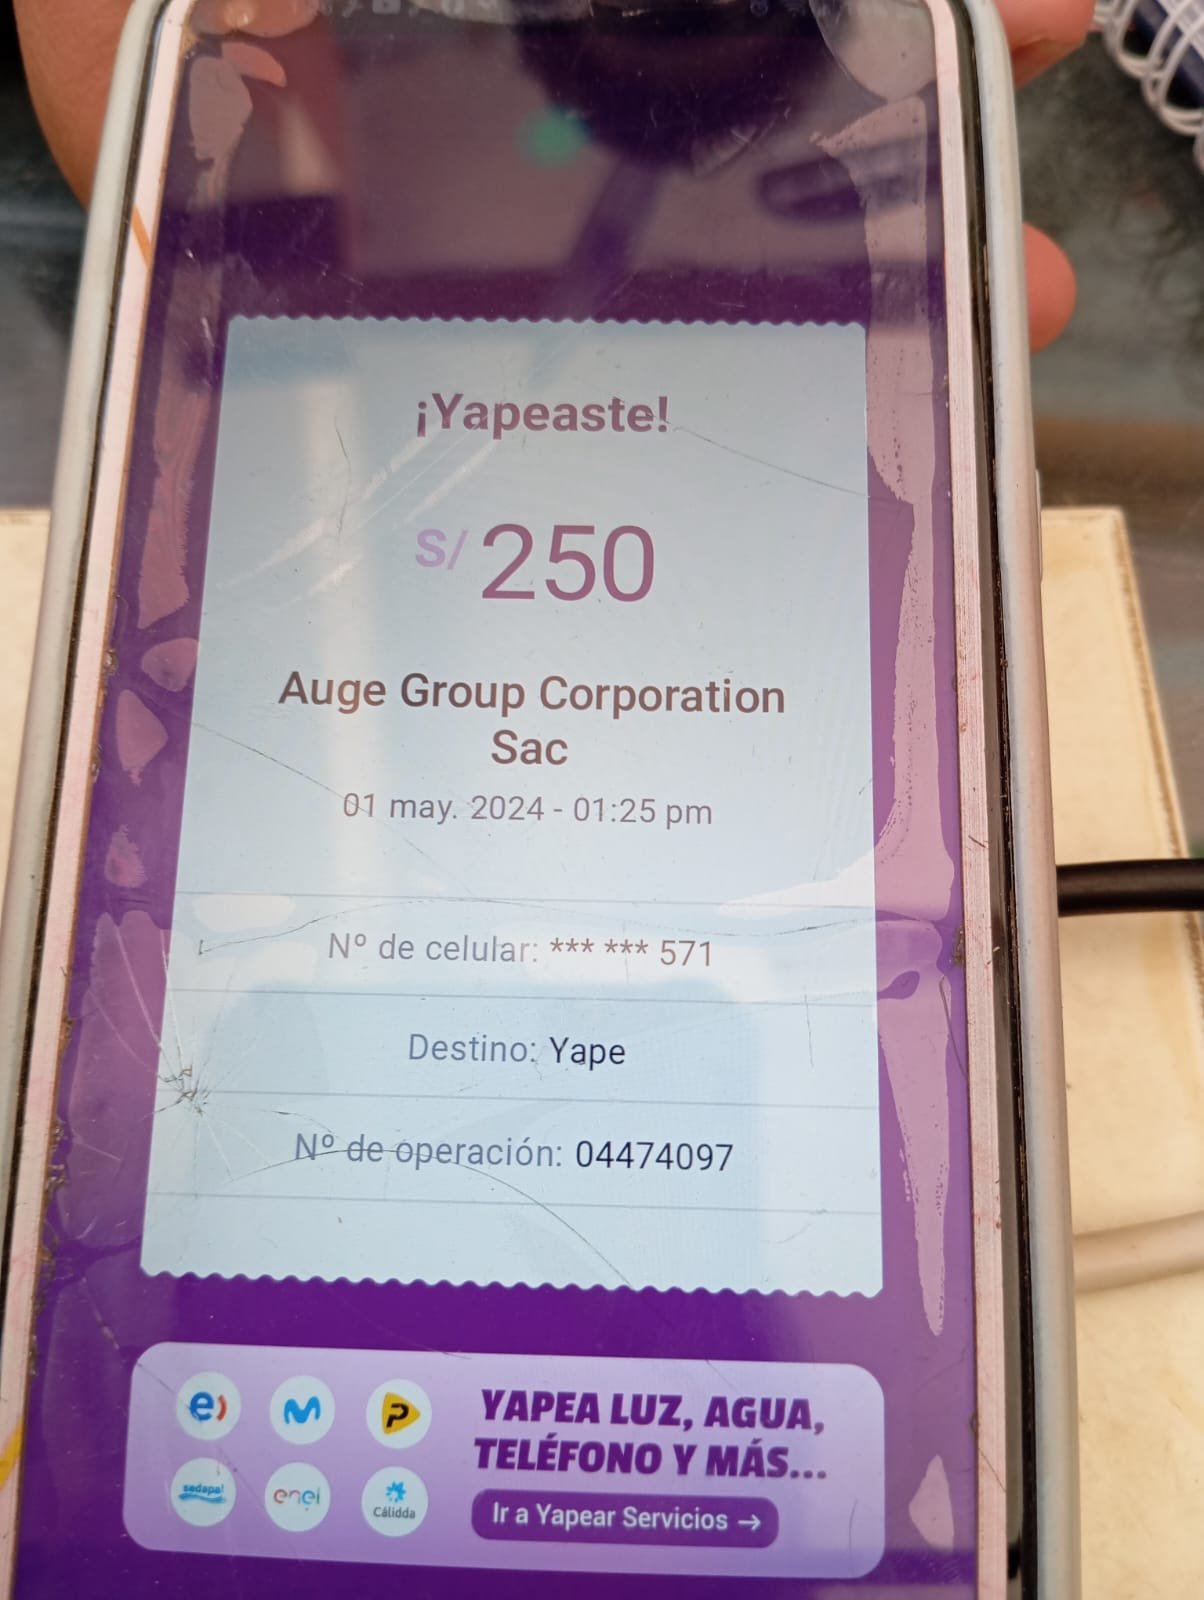 ¡Yapeaste!
S/ 250
Auge Group Corporation
Sac
01 may. 2024 - 01:25 pm
Nº de celular: *** *** 571
Destino: Yape
Nº de operación: 04474097
e)
P
sedapal
enel
Cálidda
YAPEA LUZ, AGUA,
TELÉFONO Y MÁS...
Ir a Yapear Servicios →